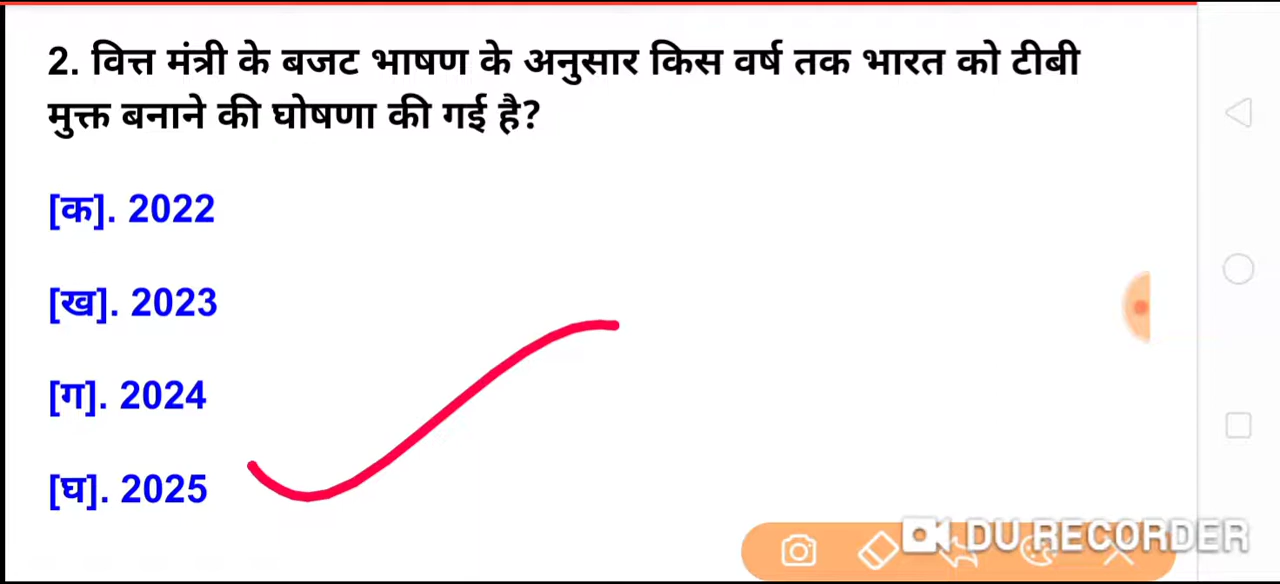 2. वित्त मंत्री के बजट भाषण के अनुसार किस वर्ष तक भारत को टीबी
मुक्त बनाने की घोषणा की गई है?
[क]. 2022
[ख]. 2023
[ग]. 2024
[घ]. 2025
DU RECORDER